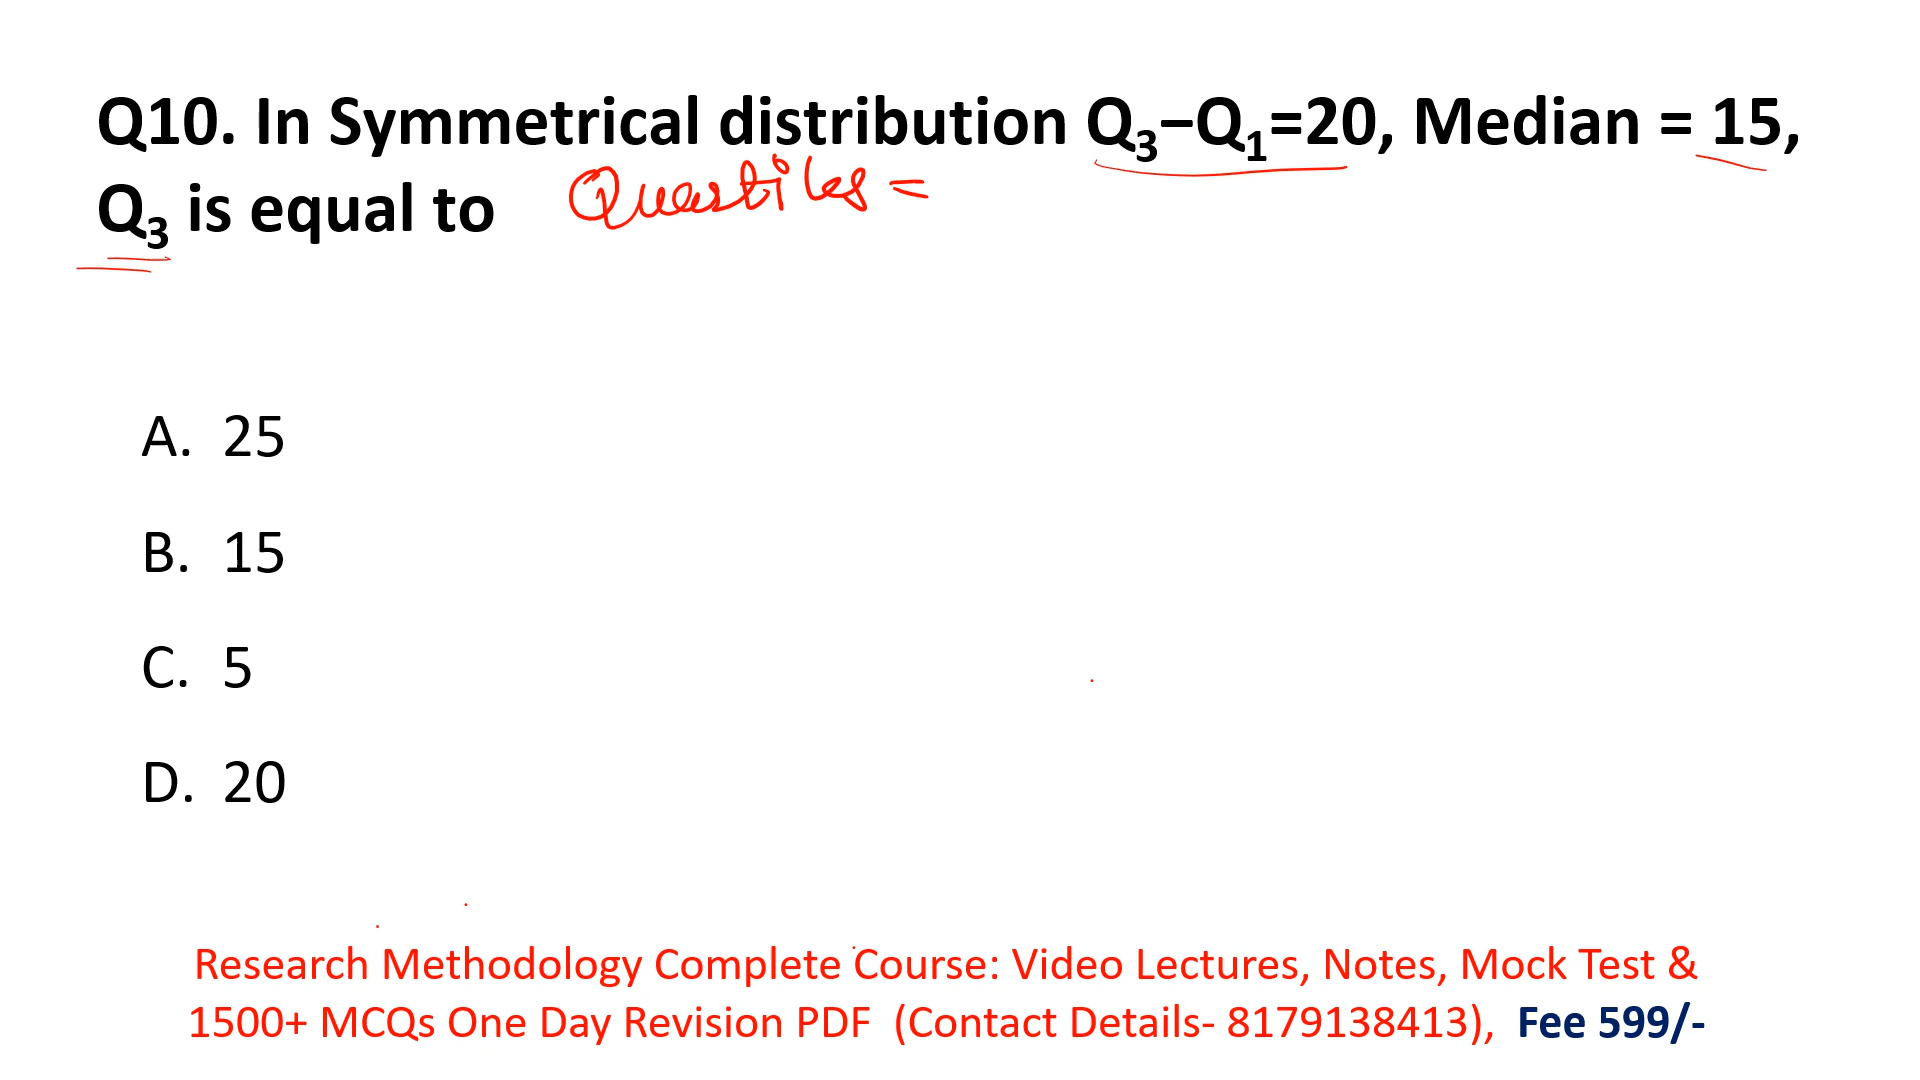 Q10. In Symmetrical distribution Q₃−Q₁=20, Median = 15,
Q₃ is equal to
Quartiles =
A. 25
B. 15
C. 5
D. 20
Research Methodology Complete Course: Video Lectures, Notes, Mock Test &
1500+ MCQs One Day Revision PDF (Contact Details- 8179138413), Fee 599/-